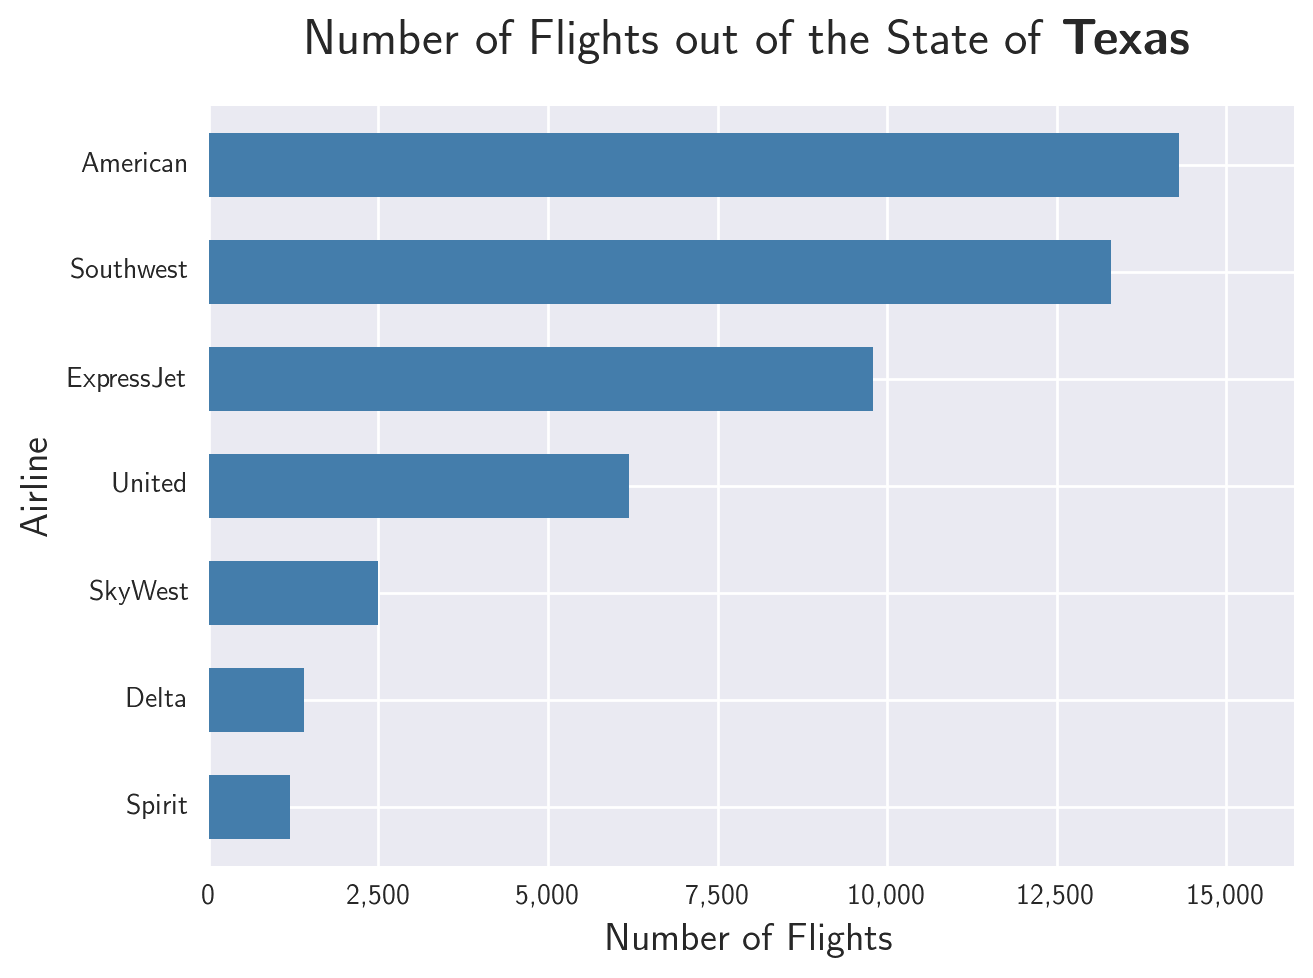 Number of Flights out of the State of Texas
American
Southwest
ExpressJet
United
SkyWest
Delta
Spirit
Airline
0 2,500 5,000 7,500 10,000 12,500 15,000
Number of Flights